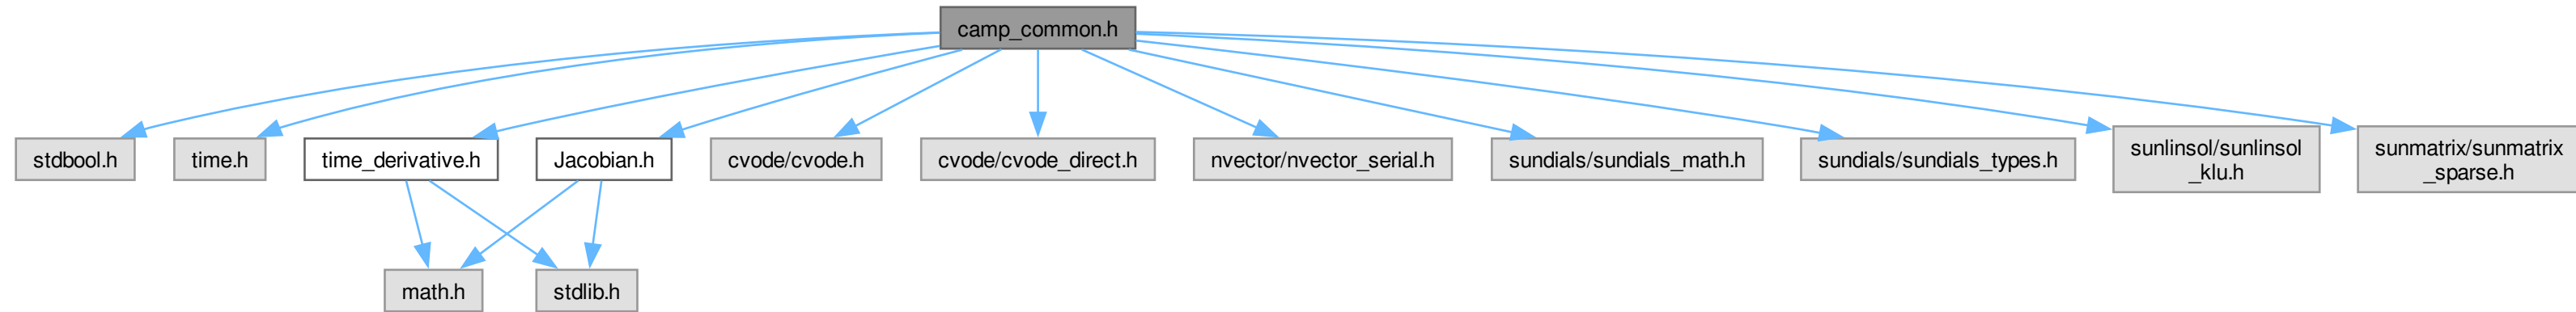 camp_common.h
stdbool.h
time.h
time_derivative.h
Jacobian.h
cvode/cvode.h
cvode/cvode_direct.h
nvector/nvector_serial.h
sundials/sundials_math.h
sundials/sundials_types.h
sunlinsol/sunlinsol
_klu.h
sunmatrix/sunmatrix
_sparse.h
math.h
stdlib.h